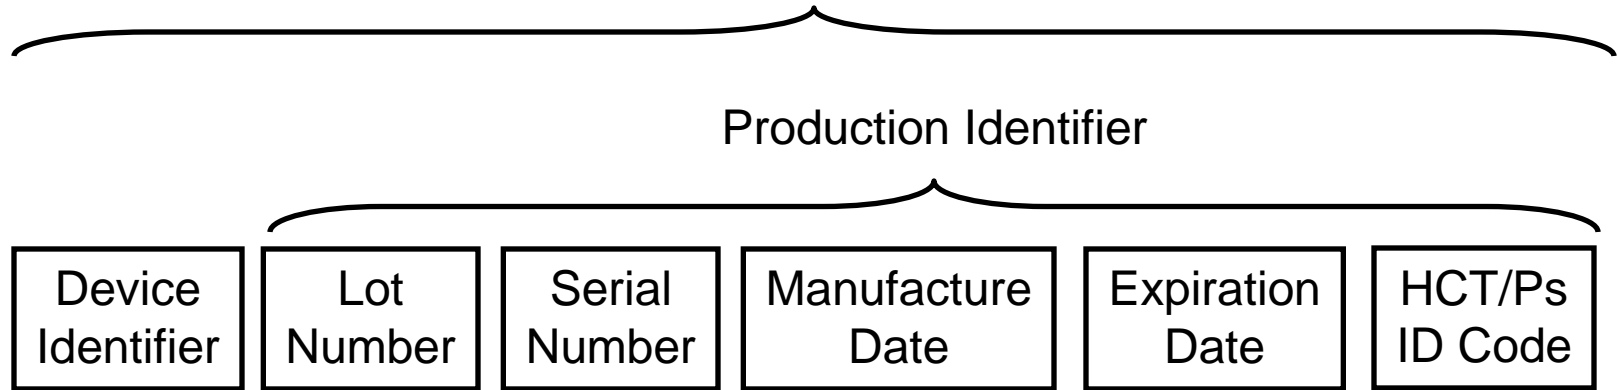 Production Identifier
Device
Identifier
Lot
Number
Serial
Number
Manufacture
Date
Expiration
Date
HCT/Ps
ID Code